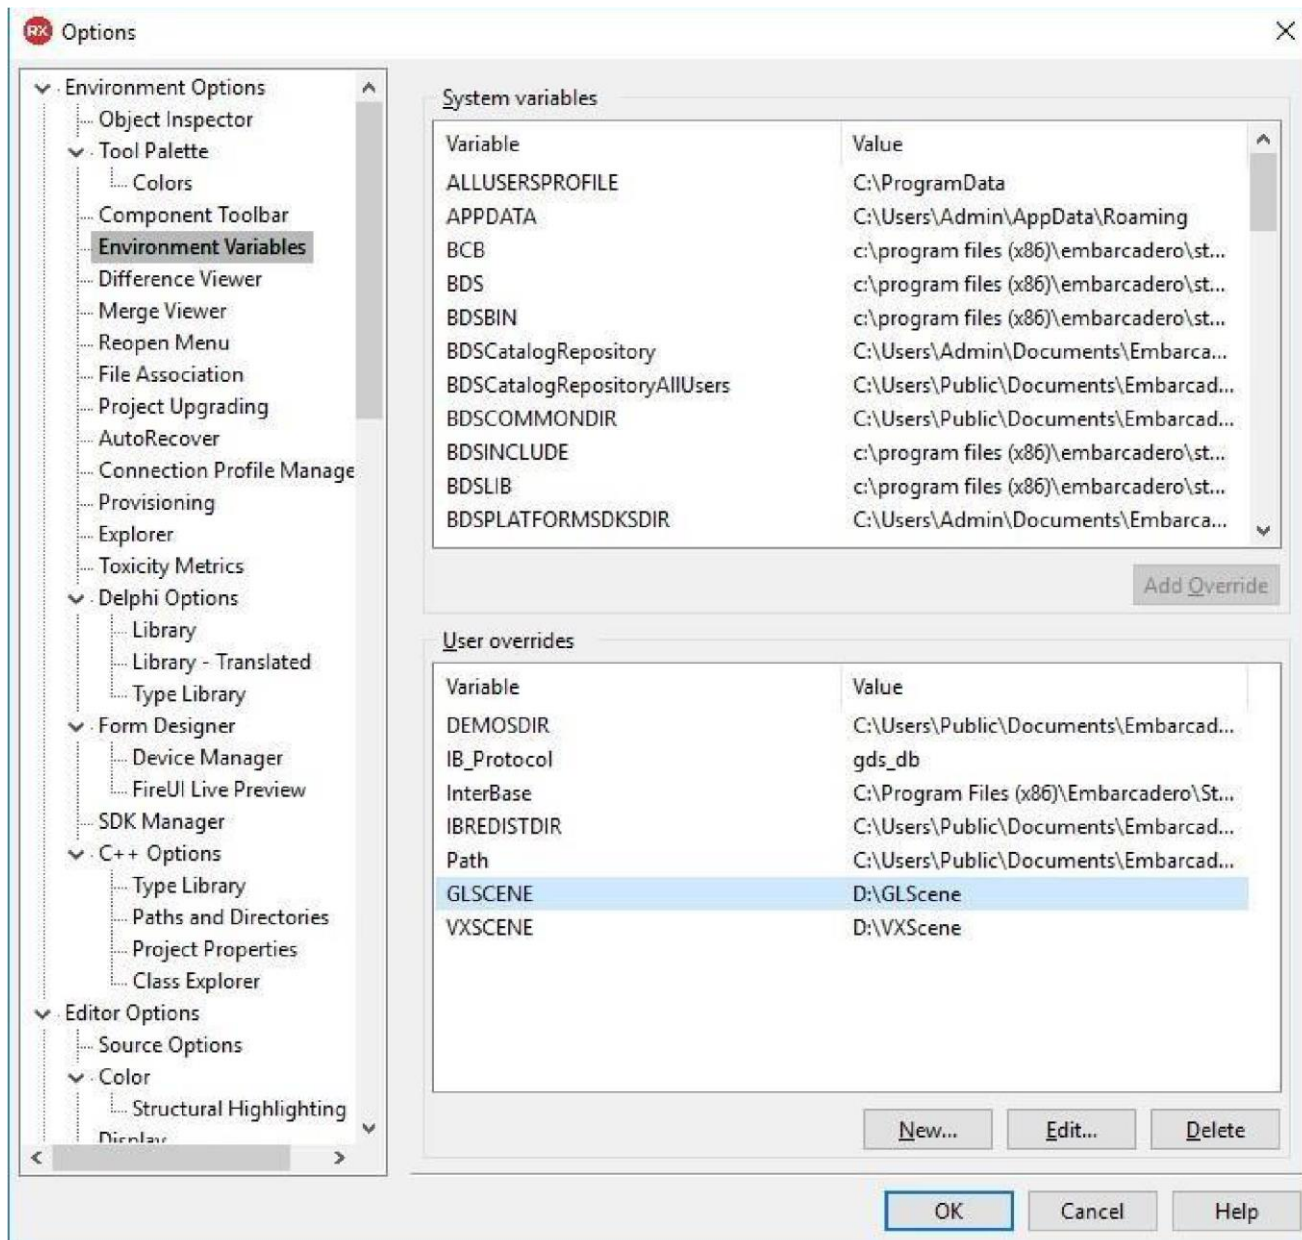 RX Options
Environment Options
Object Inspector
Tool Palette
Colors
Component Toolbar
Environment Variables
Difference Viewer
Merge Viewer
Reopen Menu
File Association
Project Upgrading
AutoRecover
Connection Profile Manage
Provisioning
Explorer
Toxicity Metrics
Delphi Options
Library
Library - Translated
Type Library
Form Designer
Device Manager
FireUI Live Preview
SDK Manager
C++ Options
Type Library
Paths and Directories
Project Properties
Class Explorer
Editor Options
Source Options
Color
Structural Highlighting
Display
System variables
Variable Value
ALLUSERSPROFILE C:\ProgramData
APPDATA C:\Users\Admin\AppData\Roaming
BCB c:\program files (x86)\embarcadero\st...
BDS c:\program files (x86)\embarcadero\st...
BDSBIN c:\program files (x86)\embarcadero\st...
BDSCatalogRepository C:\Users\Admin\Documents\Embarca...
BDSCatalogRepositoryAllUsers C:\Users\Public\Documents\Embarcad...
BDSCOMMONDIR C:\Users\Public\Documents\Embarcad...
BDSINCLUDE c:\program files (x86)\embarcadero\st...
BDSLIB c:\program files (x86)\embarcadero\st...
BDSPLATFORMSDKSDIR C:\Users\Admin\Documents\Embarca...
Add Override
User overrides
Variable Value
DEMOSDIR C:\Users\Public\Documents\Embarcad...
IB_Protocol gds_db
InterBase C:\Program Files (x86)\Embarcadero\St...
IBREDISTDIR C:\Users\Public\Documents\Embarcad...
Path C:\Users\Public\Documents\Embarcad...
GLSCENE D:\GLScene
VXSCENE D:\VXScene
New... Edit... Delete
OK Cancel Help